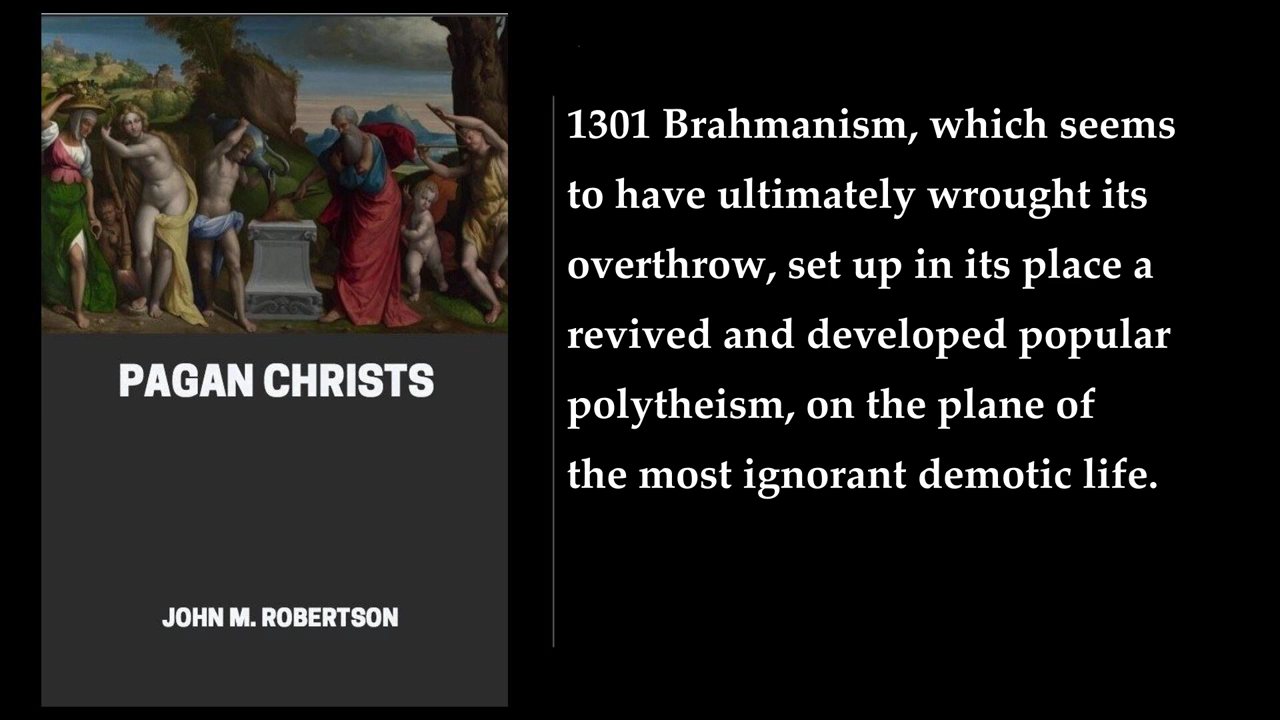 PAGAN CHRISTS
JOHN M. ROBERTSON
1301 Brahmanism, which seems
to have ultimately wrought its
overthrow, set up in its place a
revived and developed popular
polytheism, on the plane of
the most ignorant demotic life.